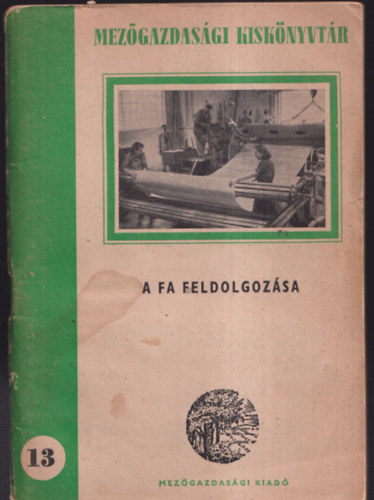 MEZŐGAZDASÁGI KISKÖNYVTÁR
A FA FELDOLGOZÁSA
13
MEZŐGAZDASÁGI KIADÓ